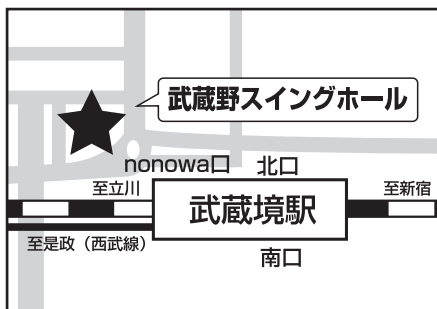 武蔵野スイングホール
nonowa口
北口
至立川
至新宿
武蔵境駅
至是政（西武線）
南口